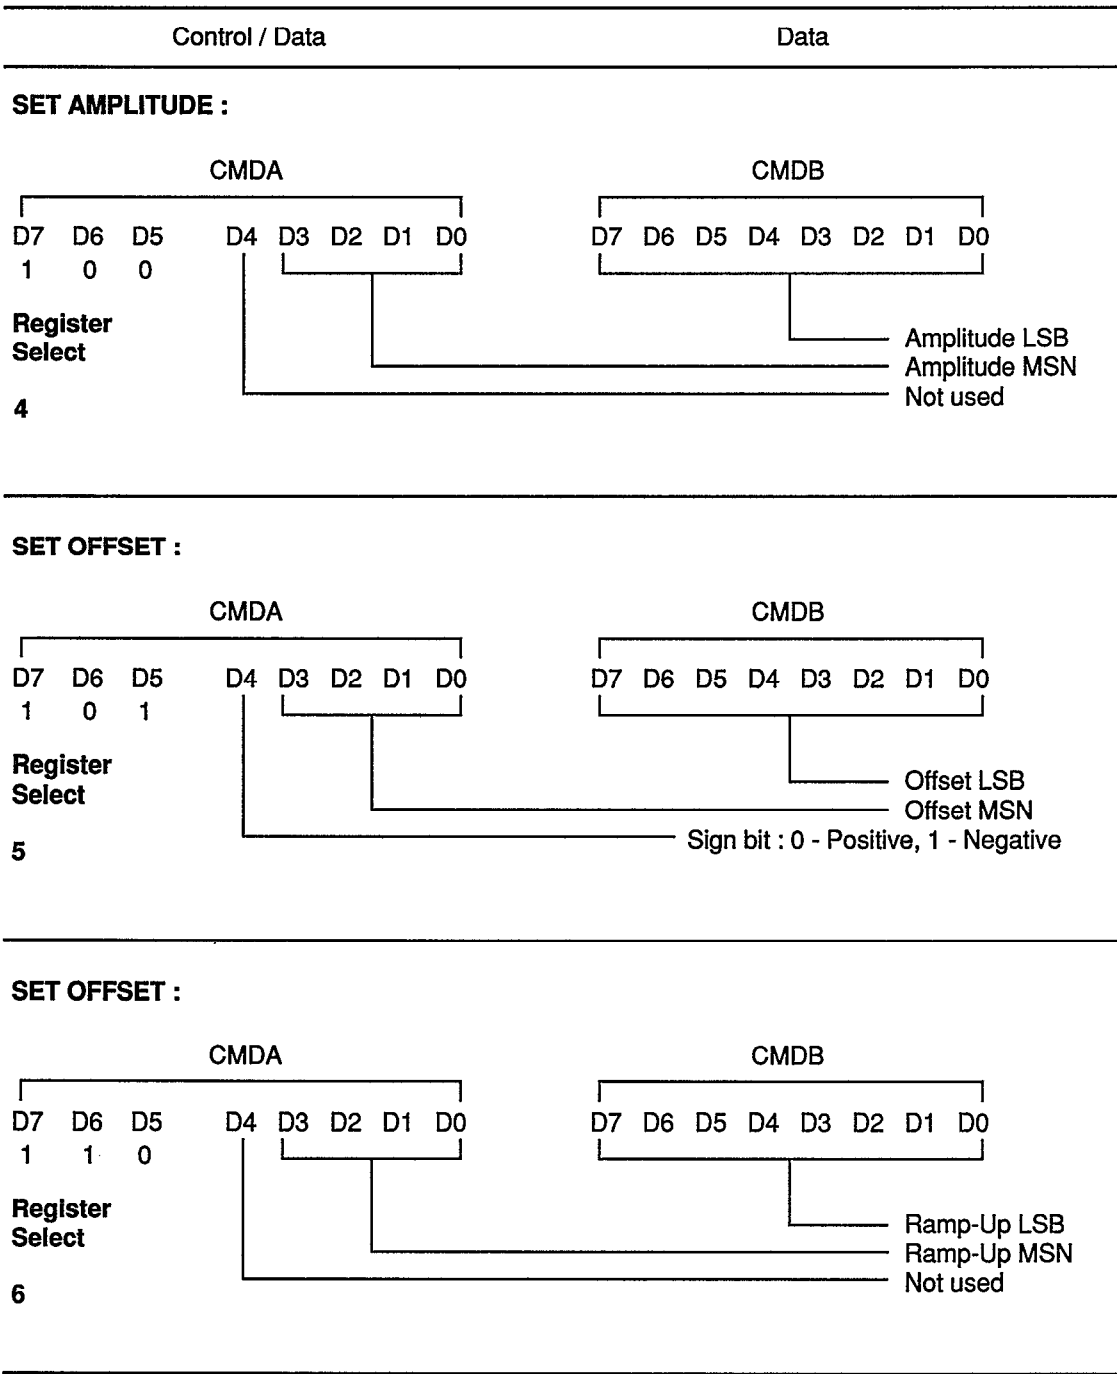 Control / Data Data
SET AMPLITUDE :
CMDA CMDB
D7 D6 D5 D4 D3 D2 D1 D0 D7 D6 D5 D4 D3 D2 D1 D0
1 0 0
Register
Select
Amplitude LSB
Amplitude MSN
Not used
4
SET OFFSET :
CMDA CMDB
D7 D6 D5 D4 D3 D2 D1 D0 D7 D6 D5 D4 D3 D2 D1 D0
1 0 1
Register
Select
Offset LSB
Offset MSN
Sign bit : 0 - Positive, 1 - Negative
5
SET OFFSET :
CMDA CMDB
D7 D6 D5 D4 D3 D2 D1 D0 D7 D6 D5 D4 D3 D2 D1 D0
1 1 0
Register
Select
Ramp-Up LSB
Ramp-Up MSN
Not used
6